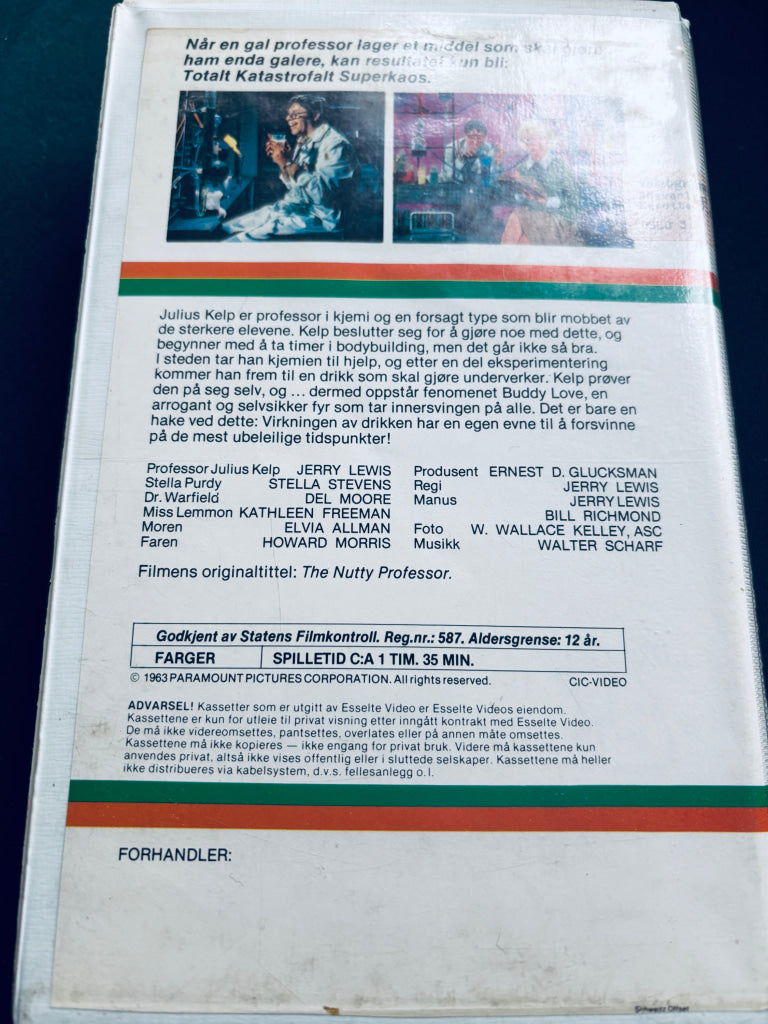 Når en gal professor lager et middel som skal gjøre
ham enda galere, kan resultatet kun bli:
Totalt Katastrofalt Superkaos.
Julius Kelp er professor i kjemi og en forsagt type som blir mobbet av
de sterkere elevene. Kelp beslutter seg for å gjøre noe med dette, og
begynner med å ta timer i bodybuilding, men det går ikke så bra.
I steden tar han kjemien til hjelp, og etter en del eksperimentering
kommer han frem til en drikk som skal gjøre underverker. Kelp prøver
den på seg selv, og ... dermed oppstår fenomenet Buddy Love, en
arrogant og selvsikker fyr som tar innersvingen på alle. Det er bare en
hake ved dette: Virkningen av drikken har en egen evne til å forsvinne
på de mest ubeleilige tidspunkter!
Professor Julius Kelp JERRY LEWIS
Stella Purdy STELLA STEVENS
Dr. Warfield DEL MOORE
Miss Lemmon KATHLEEN FREEMAN
Moren ELVIA ALLMAN
Faren HOWARD MORRIS
Produsent ERNEST D. GLUCKSMAN
Regi JERRY LEWIS
Manus JERRY LEWIS
BILL RICHMOND
Foto W. WALLACE KELLEY, ASC
Musikk WALTER SCHARF
Filmens originaltittel: The Nutty Professor.
Godkjent av Statens Filmkontroll. Reg.nr.: 587. Aldersgrense: 12 år.
FARGER SPILLETID C:A 1 TIM. 35 MIN.
© 1963 PARAMOUNT PICTURES CORPORATION. All rights reserved. CIC-VIDEO
ADVARSEL! Kassetter som er utgitt av Esselte Video er Esselte Videos eiendom.
Kassettene er kun for utleie til privat visning etter inngått kontrakt med Esselte Video.
De må ikke videreomsettes, pantsettes, overlates eller på annen måte omsettes.
Kassettene må ikke kopieres — ikke engang for privat bruk. Videre må kassettene kun
anvendes privat, altså ikke vises offentlig eller i sluttede selskaper. Kassettene må heller
ikke distribueres via kabelsystem, d.v.s. fellesanlegg o.l.
FORHANDLER:
Schweitz Offset